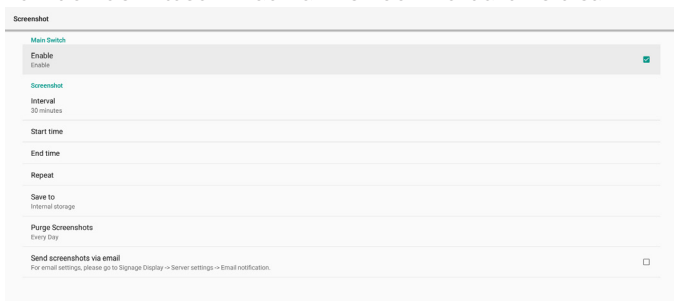 Screenshot
Main Switch
Enable
Enable
Screenshot
Interval
30 minutes
Start time
End time
Repeat
Save to
Internal storage
Purge Screenshots
Every Day
Send screenshots via email
For email settings, please go to Signage Display -> Server settings -> Email notification.